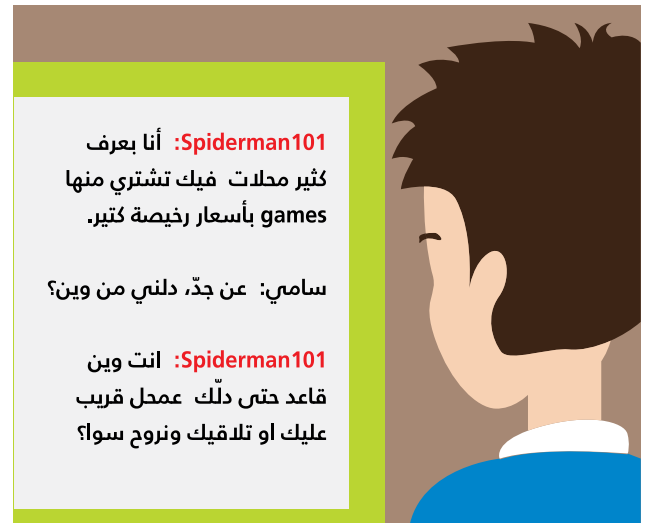 Spiderman101: أنا بعرف
كثير محلات فيك تشتري منها
games بأسعار رخيصة كتير.
سامي: عن جدّ، دلني من وين؟
Spiderman101: انت وين
قاعد حتى دلّك عمحل قريب
عليك او تلاقيك ونروح سوا؟